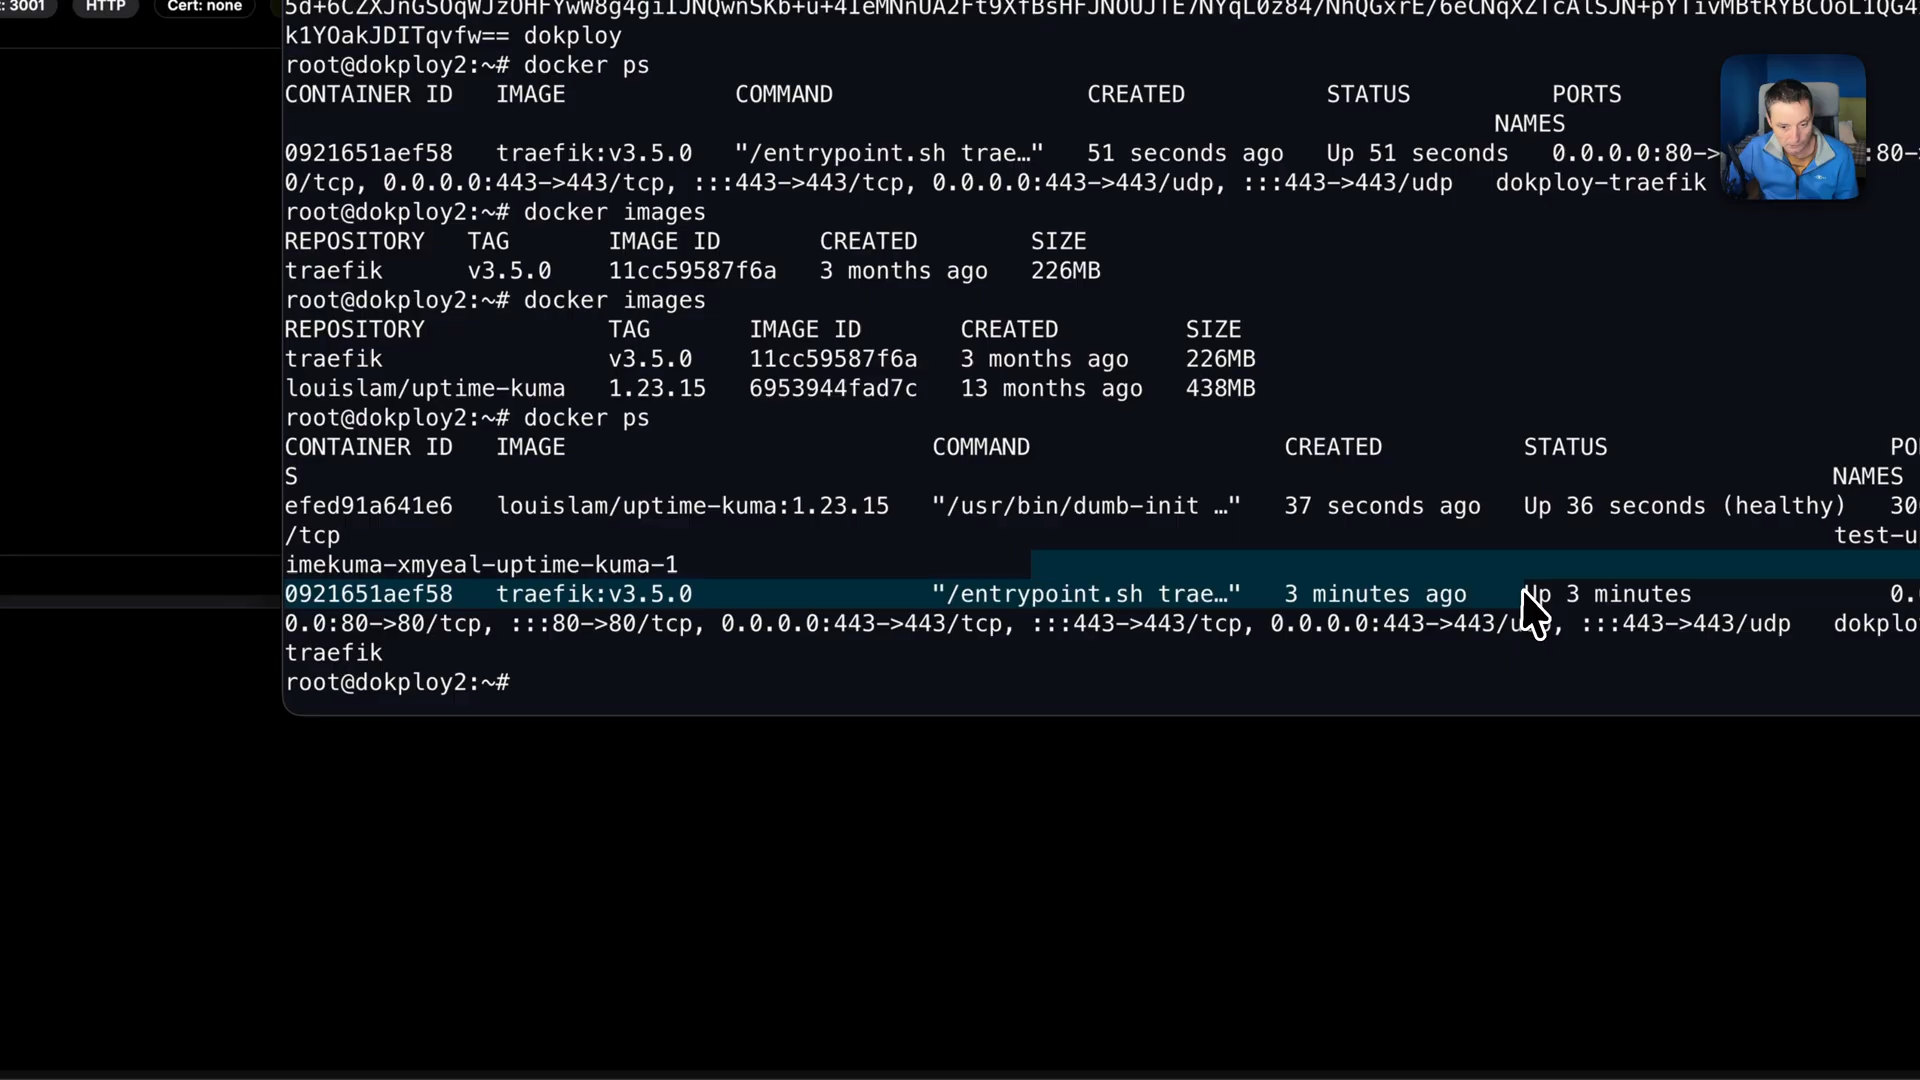 : 3001 HTTP Cert: none
k1YOakJDITqvfw== dokploy
root@dokploy2:~# docker ps
CONTAINER ID IMAGE COMMAND CREATED STATUS PORTS
NAMES
0921651aef58 traefik:v3.5.0 "/entrypoint.sh trae…" 51 seconds ago Up 51 seconds 0.0.0.0:80-> :80->
0/tcp, 0.0.0.0:443->443/tcp, :::443->443/tcp, 0.0.0.0:443->443/udp, :::443->443/udp dokploy-traefik
root@dokploy2:~# docker images
REPOSITORY TAG IMAGE ID CREATED SIZE
traefik v3.5.0 11cc59587f6a 3 months ago 226MB
root@dokploy2:~# docker images
REPOSITORY TAG IMAGE ID CREATED SIZE
traefik v3.5.0 11cc59587f6a 3 months ago 226MB
louislam/uptime-kuma 1.23.15 6953944fad7c 13 months ago 438MB
root@dokploy2:~# docker ps
CONTAINER ID IMAGE COMMAND CREATED STATUS PO
S NAMES
efed91a641e6 louislam/uptime-kuma:1.23.15 "/usr/bin/dumb-init …" 37 seconds ago Up 36 seconds (healthy) 300
/tcp test-u
imekuma-xmyeal-uptime-kuma-1
0921651aef58 traefik:v3.5.0 "/entrypoint.sh trae…" 3 minutes ago Up 3 minutes 0.
0.0:80->80/tcp, :::80->80/tcp, 0.0.0.0:443->443/tcp, :::443->443/tcp, 0.0.0.0:443->443/udp, :::443->443/udp dokplo
traefik
root@dokploy2:~#